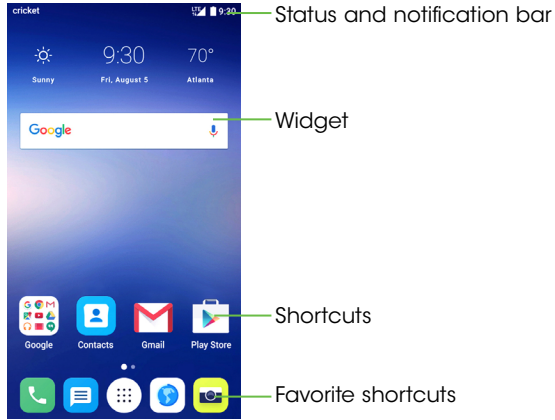 cricket LTE 9:30
Status and notification bar
9:30 70°
Sunny Fri, August 5 Atlanta
Google
Widget
Shortcuts
Google Contacts Gmail Play Store
Favorite shortcuts